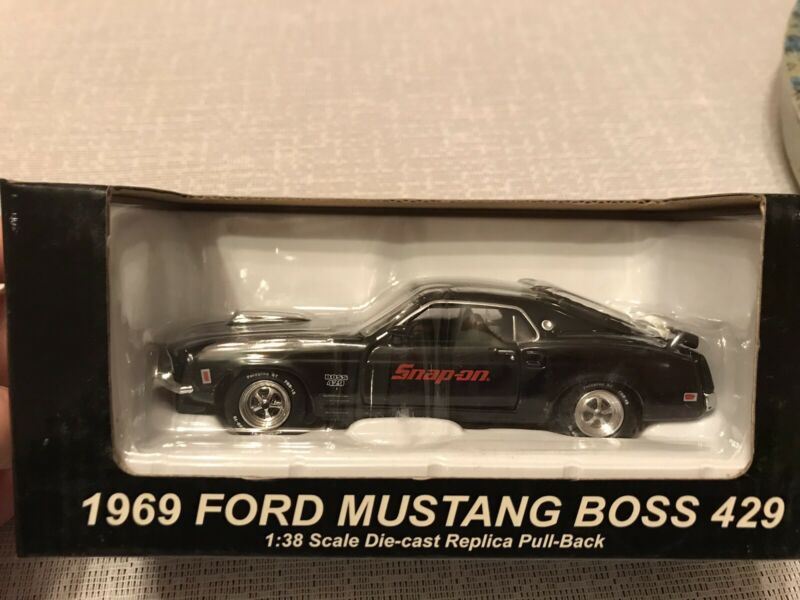 BOSS
429
Snap-on
1969 FORD MUSTANG BOSS 429
1:38 Scale Die-cast Replica Pull-Back